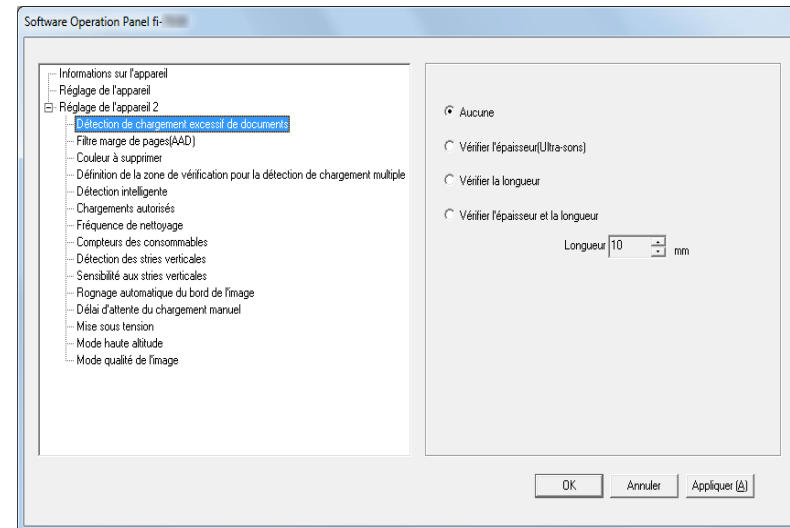 Software Operation Panel fi-
Informations sur l'appareil
Réglage de l'appareil
Réglage de l'appareil 2
Détection de chargement excessif de documents
Filtre marge de pages(AAD)
Couleur à supprimer
Définition de la zone de vérification pour la détection de chargement multiple
Détection intelligente
Chargements autorisés
Fréquence de nettoyage
Compteurs des consommables
Détection des stries verticales
Sensibilité aux stries verticales
Rognage automatique du bord de l'image
Délai d'attente du chargement manuel
Mise sous tension
Mode haute altitude
Mode qualité de l'image
Aucune
Vérifier l'épaisseur(Ultra-sons)
Vérifier la longueur
Vérifier l'épaisseur et la longueur
Longueur 10 mm
OK Annuler Appliquer (A)